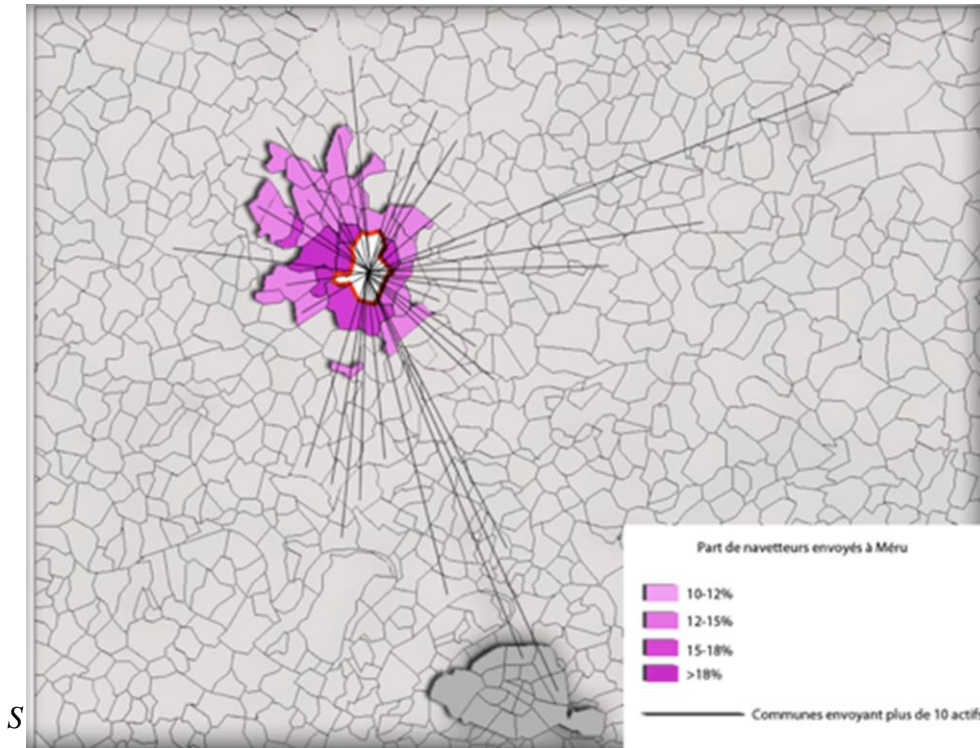 Part de navetteurs envoyés à Méru
10-12%
12-15%
15-18%
>18%
Communes envoyant plus de 10 actifs
S